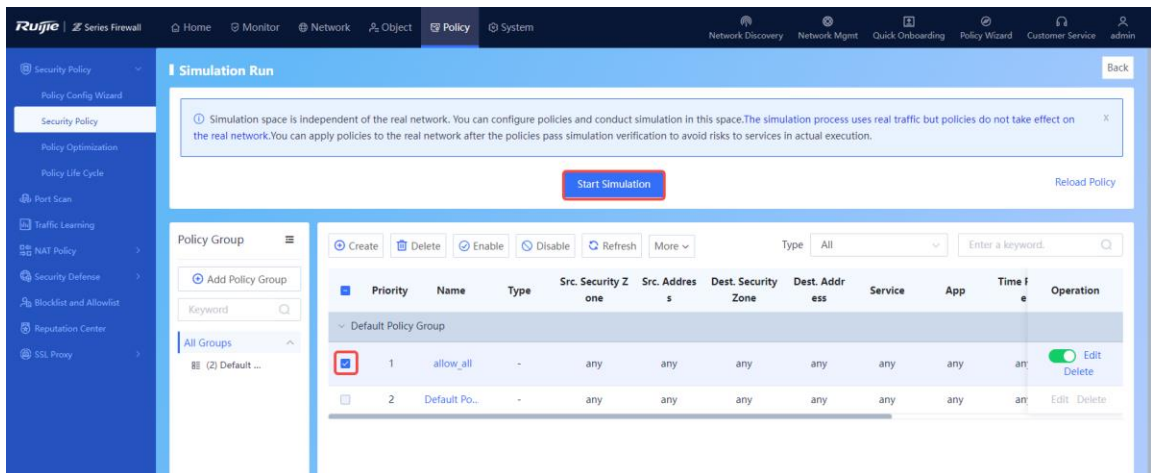 Ruijie | Z Series Firewall
Home
Monitor
Network
Object
Policy
System
Network Discovery
Network Mgmt
Quick Onboarding
Policy Wizard
Customer Service
admin
Security Policy
Policy Config Wizard
Security Policy
Policy Optimization
Policy Life Cycle
Port Scan
Traffic Learning
NAT Policy
Security Defense
Blocklist and Allowlist
Reputation Center
SSL Proxy
Simulation Run
Back
Simulation space is independent of the real network. You can configure policies and conduct simulation in this space.The simulation process uses real traffic but policies do not take effect on
the real network.You can apply policies to the real network after the policies pass simulation verification to avoid risks to services in actual execution.
X
Start Simulation
Reload Policy
Policy Group
Add Policy Group
Keyword
All Groups
(2) Default ...
Create
Delete
Enable
Disable
Refresh
More
Type
All
Enter a keyword.
Priority Name Type Src. Security Z Src. Addres Dest. Security Dest. Addr Service App Operation
one s Zone ess
Default Policy Group
1 allow_all - any any any any any any Edit
Delete
2 Default Po... - any any any any any any Edit Delete